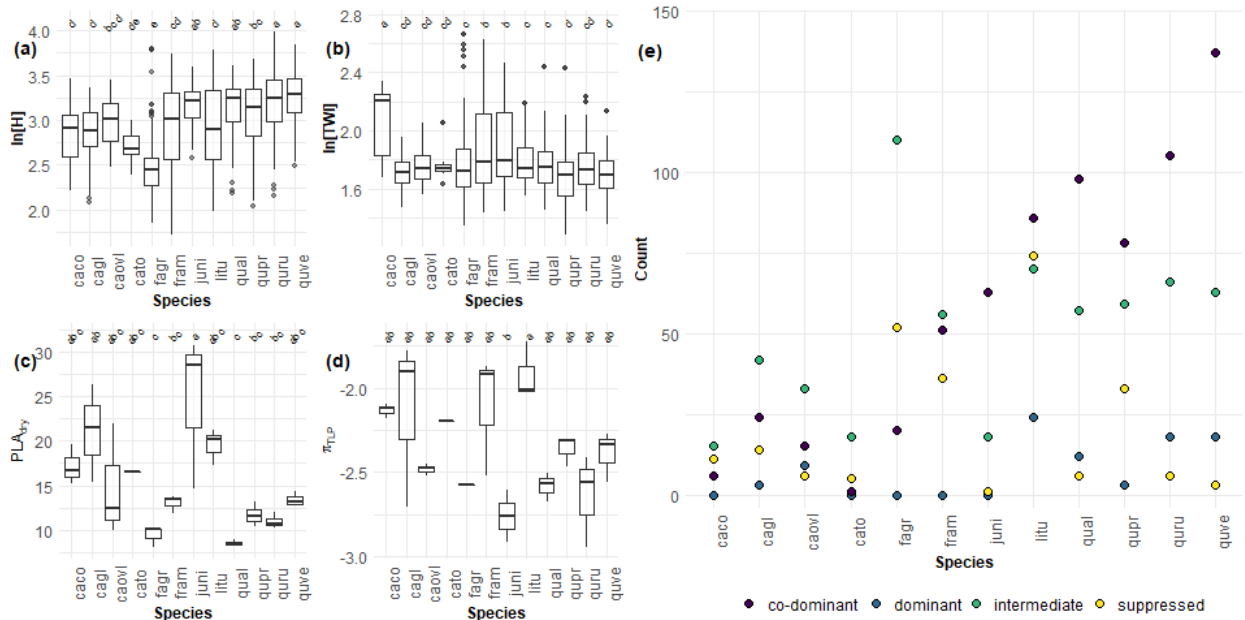 (a)
ln[H]
4.0
3.5
3.0
2.5
2.0
caco
cagl
caovl
cato
fagr
fram
juni
litu
qual
qupr
quru
quve
Species
(b)
ln[TWI]
2.8
2.4
2.0
1.6
caco
cagl
caovl
cato
fagr
fram
juni
litu
qual
qupr
quru
quve
Species
(c)
PLAdry
30
25
20
15
10
caco
cagl
caovl
cato
fagr
fram
juni
litu
qual
qupr
quru
quve
Species
(d)
πTLP
-2.0
-2.5
-3.0
caco
cagl
caovl
cato
fagr
fram
juni
litu
qual
qupr
quru
quve
Species
(e)
Count
150
100
50
0
caco
cagl
caovl
cato
fagr
fram
juni
litu
qual
qupr
quru
quve
Species
co-dominant dominant intermediate suppressed